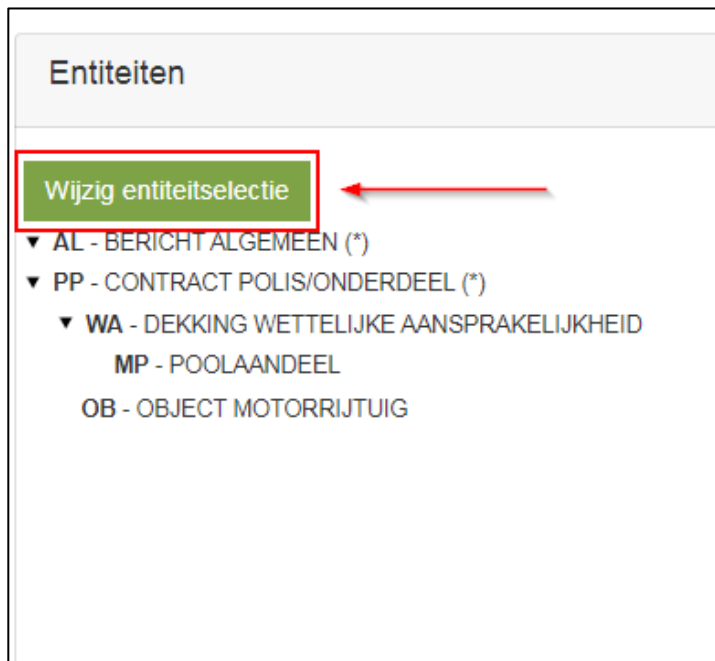 Entiteiten
Wijzig entiteitselectie
AL - BERICHT ALGEMEEN (*)
PP - CONTRACT POLIS/ONDERDEEL (*)
WA - DEKKING WETTELIJKE AANSPRAKELIJKHEID
MP - POOLAANDEEL
OB - OBJECT MOTORRIJTUIG